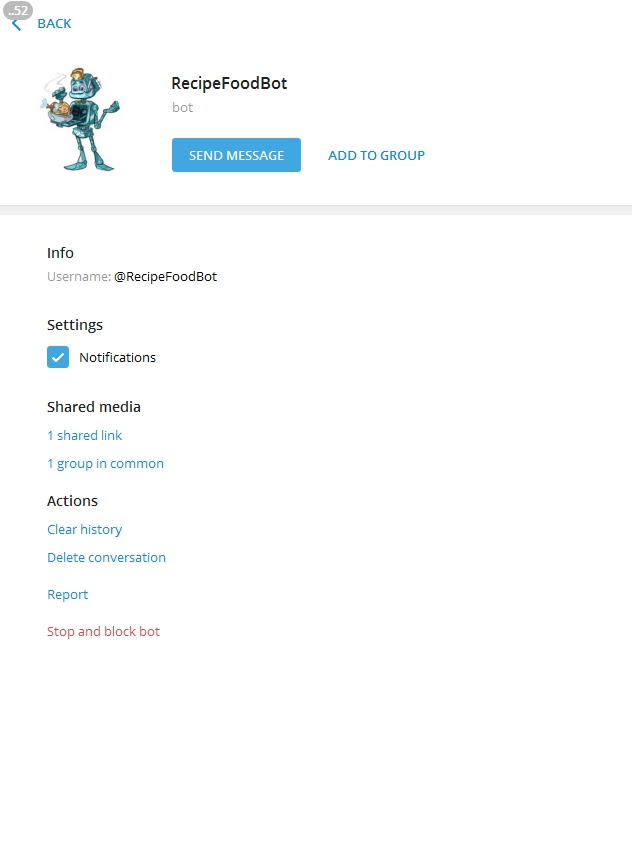 ..52
BACK
RecipeFoodBot
bot
SEND MESSAGE ADD TO GROUP
Info
Username: @RecipeFoodBot
Settings
Notifications
Shared media
1 shared link
1 group in common
Actions
Clear history
Delete conversation
Report
Stop and block bot